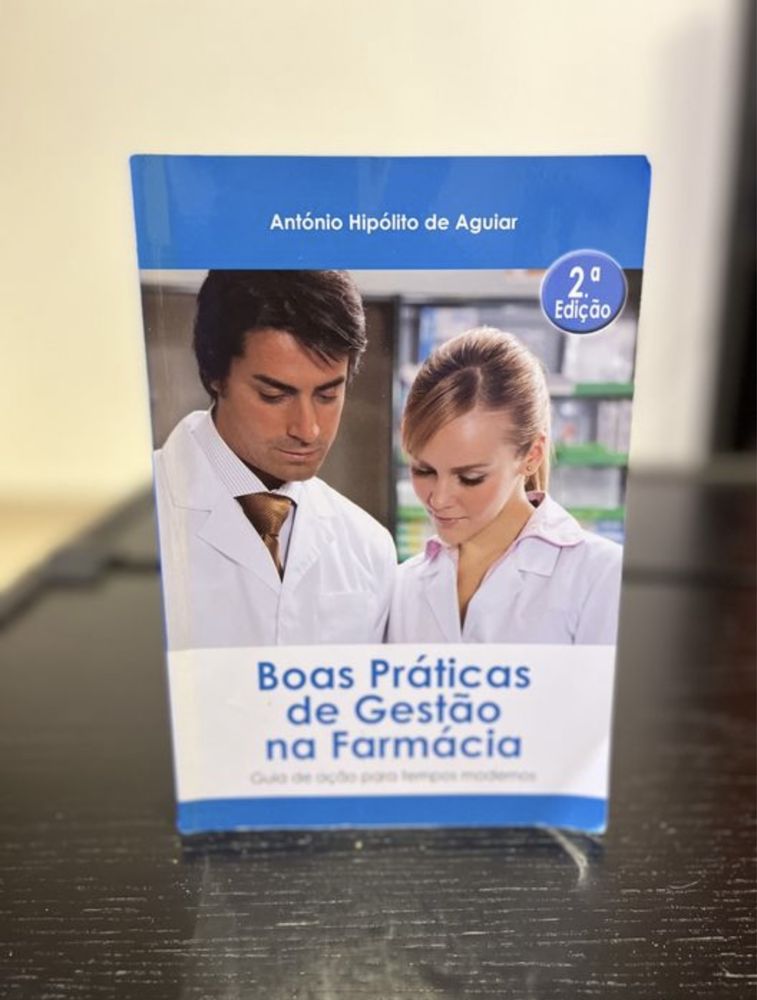 António Hipólito de Aguiar
2.ª
Edição
Boas Práticas
de Gestão
na Farmácia
Guia de ação para tempos modernos